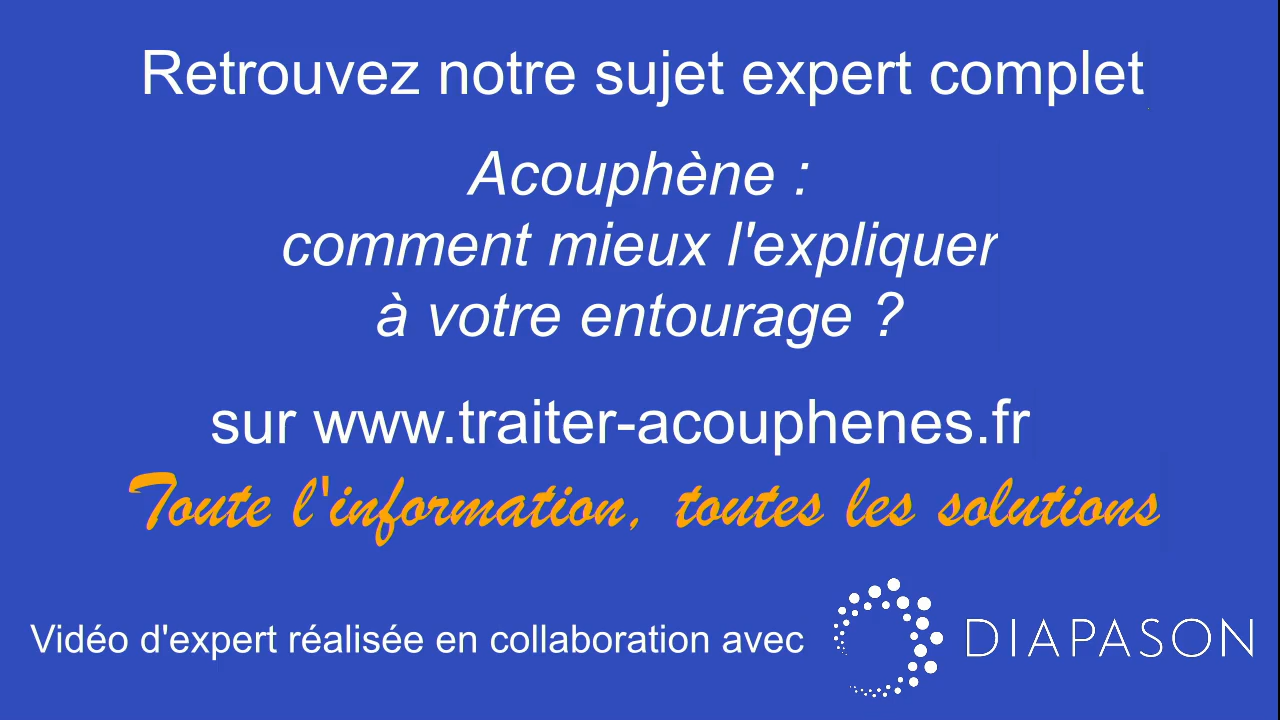 Retrouvez notre sujet expert complet
Acouphène :
comment mieux l'expliquer
à votre entourage ?
sur www.traiter-acouphenes.fr
Toute l'information, toutes les solutions
Vidéo d'expert réalisée en collaboration avec DIAPASON